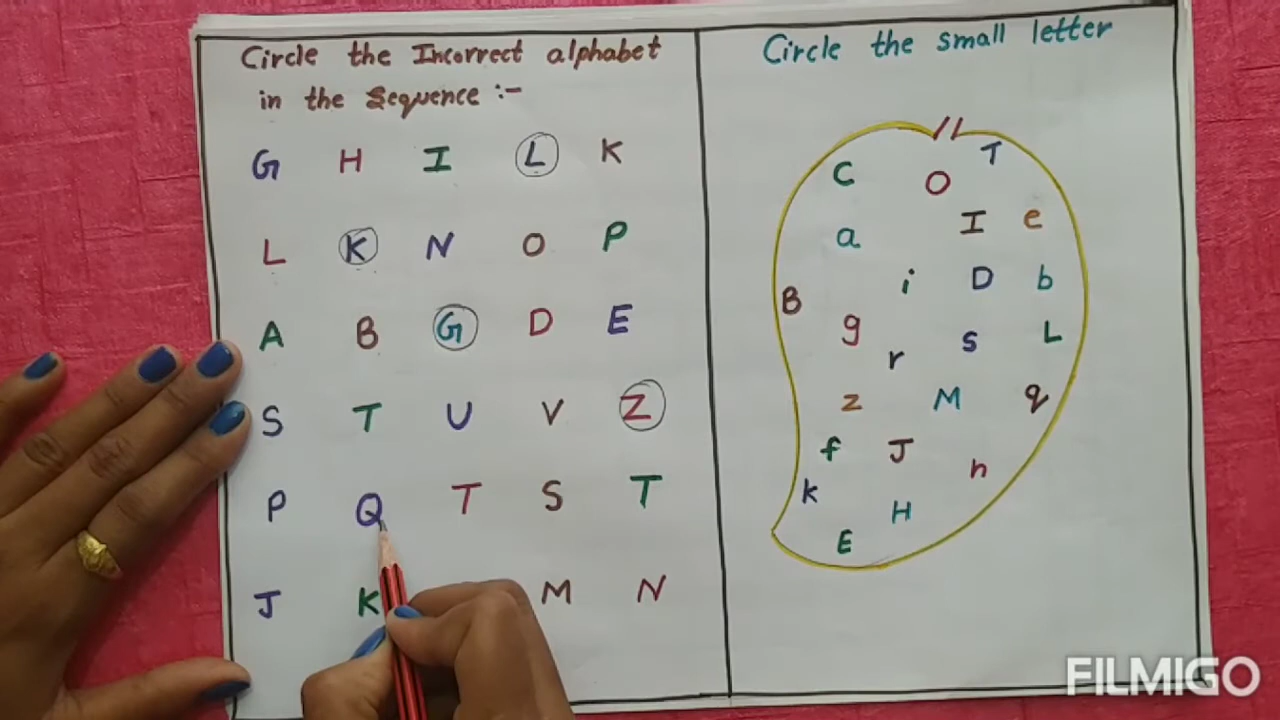 Circle the Incorrect alphabet
in the Sequence :-
G H I L K
L K N O P
A B G D E
S T U V Z
P Q T S T
J K M N
Circle the small letter
C O T
a I e
B i D b
g r s L
z M q
f J n
k H
E
FILMIGO